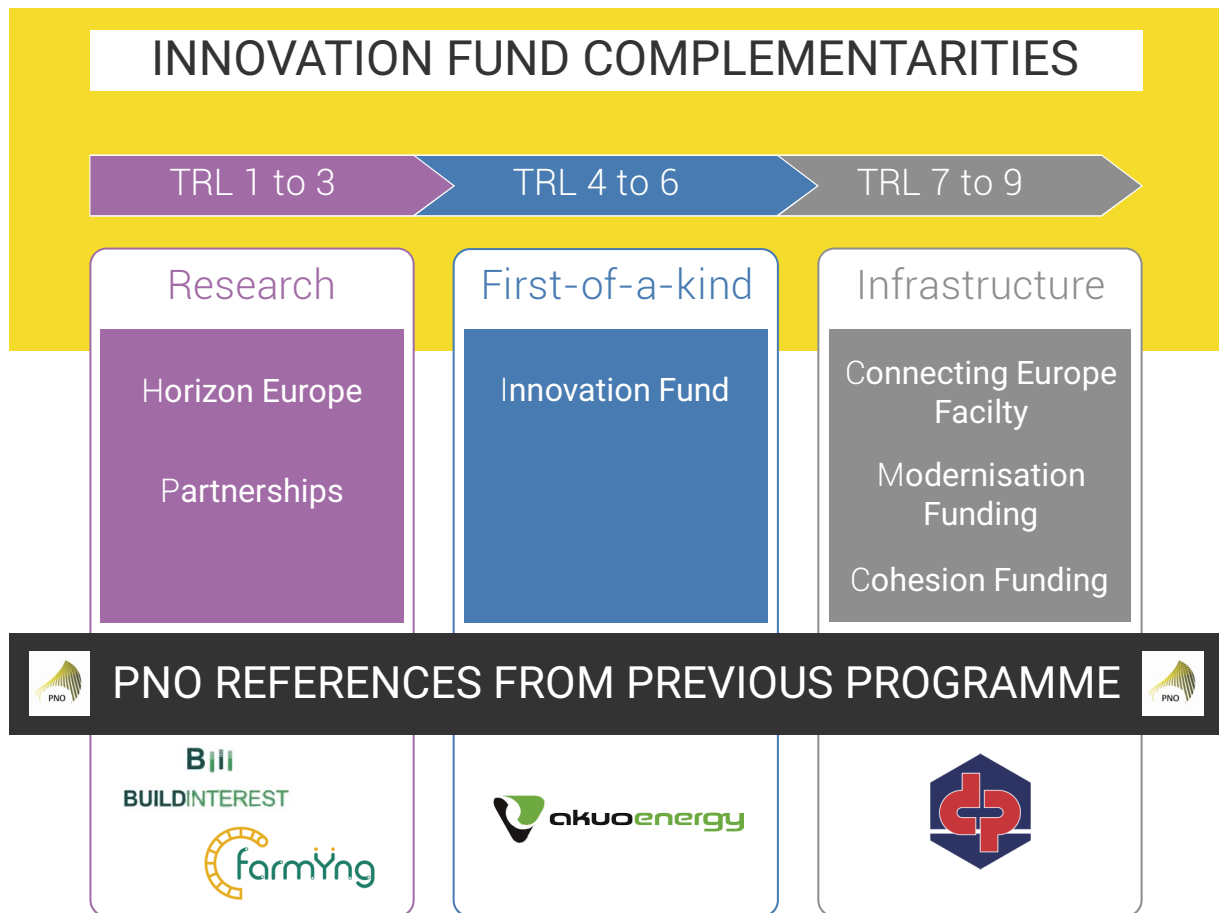 INNOVATION FUND COMPLEMENTARITIES
TRL 1 to 3
TRL 4 to 6
TRL 7 to 9
Research
Horizon Europe
Partnerships
First-of-a-kind
Innovation Fund
Infrastructure
Connecting Europe
Facilty
Modernisation
Funding
Cohesion Funding
PNO
PNO REFERENCES FROM PREVIOUS PROGRAMME
PNO
BUILDINTEREST
farmŸng
akuoenergy
dp